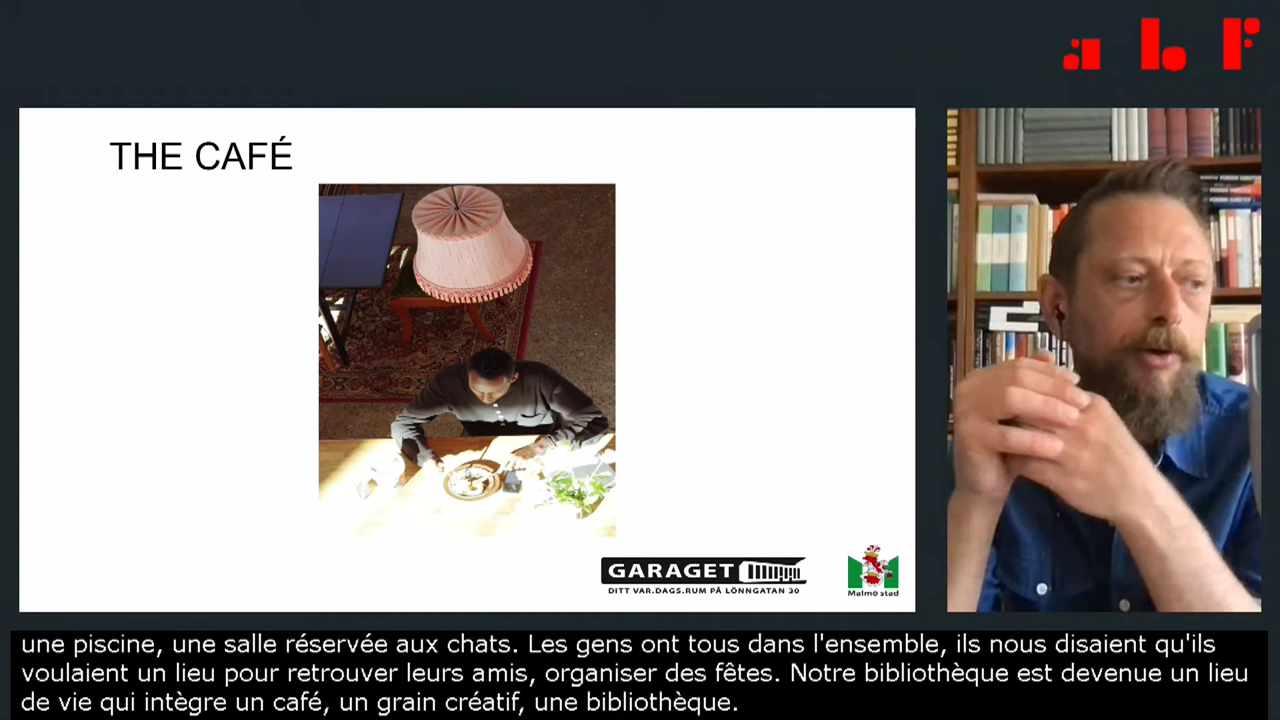 abf
THE CAFÉ
GARAGET
DITT VAR.DAGS.RUM PÅ LÖNNGATAN 30
Malmö stad
une piscine, une salle réservée aux chats. Les gens ont tous dans l'ensemble, ils nous disaient qu'ils
voulaient un lieu pour retrouver leurs amis, organiser des fêtes. Notre bibliothèque est devenue un lieu
de vie qui intègre un café, un grain créatif, une bibliothèque.